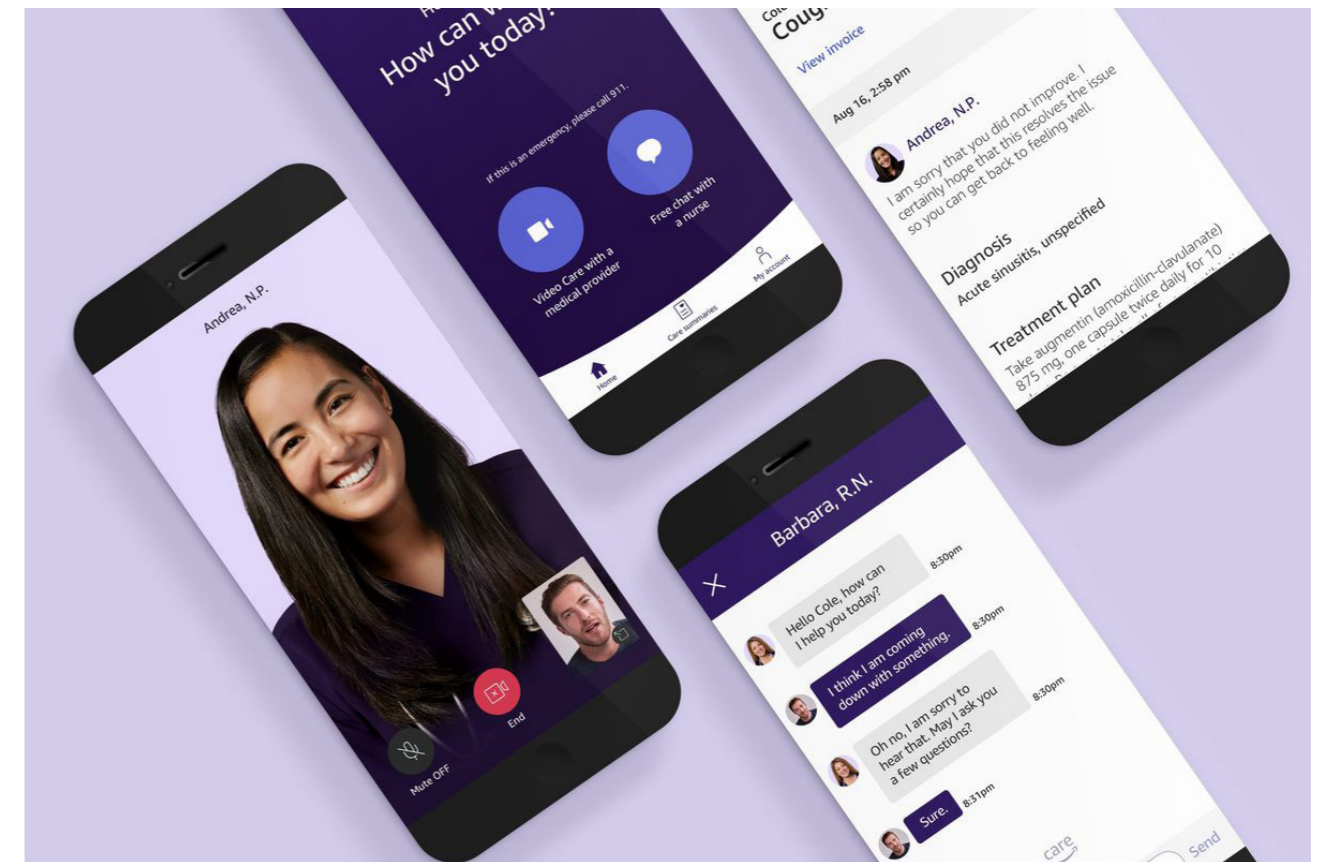 Andrea, N.P.
Mute OFF
End
How can
you today?
If this is an emergency, please call 911.
Video Care with a
medical provider
Free chat with
a nurse
Home
Care summaries
My account
View invoice
Aug 16, 2:58 pm
Andrea, N.P.
I am sorry that you did not improve. I
certainly hope that this resolves the issue
so you can get back to feeling well.
Diagnosis
Acute sinusitis, unspecified
Treatment plan
Take augmentin (amoxicillin-clavulanate)
875 mg, one capsule twice daily for 10
Barbara, R.N.
Hello Cole, how can
I help you today?
8:30pm
I think I am coming
down with something.
8:30pm
Oh no, I am sorry to
hear that. May I ask you
a few questions?
8:30pm
Sure.
8:31pm
care
Send